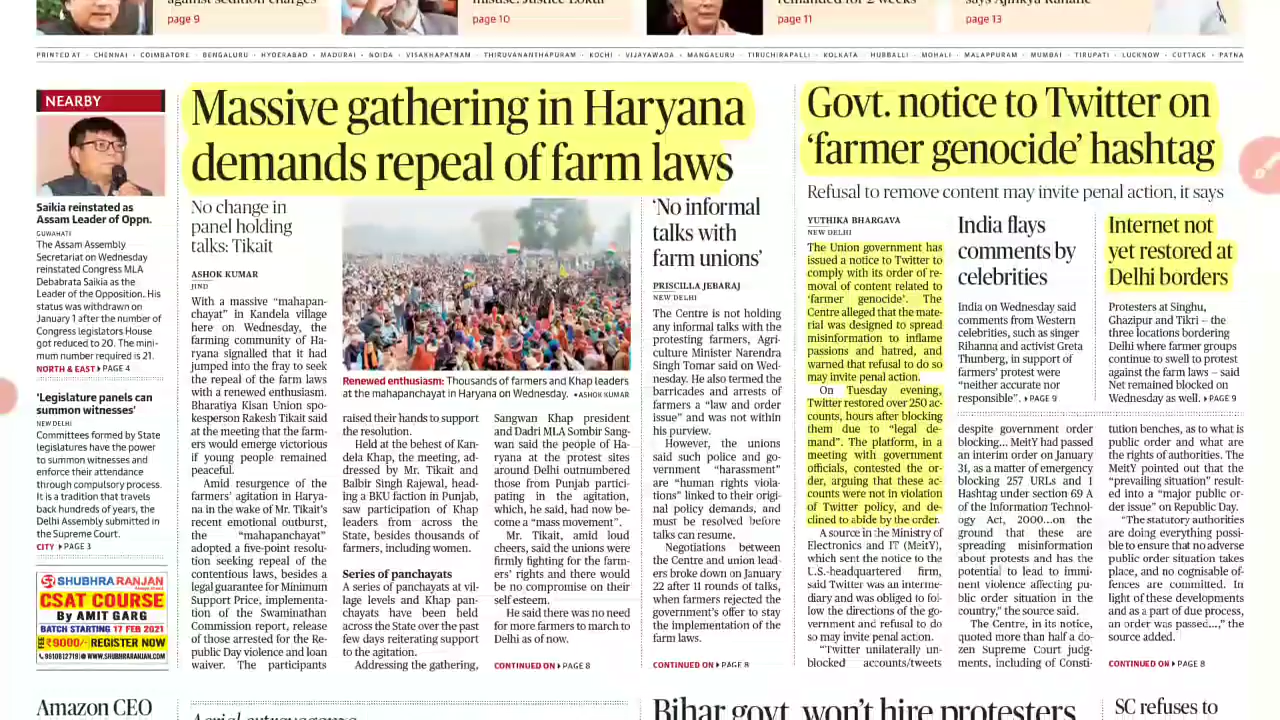 against sedition charges
page 9
misuse: Justice Lokur
page 10
remanded for 2 weeks
page 11
says Ajinkya Rahane
page 13
PRINTED AT · CHENNAI · COIMBATORE · BENGALURU · HYDERABAD · MADURAI · NOIDA · VISAKHAPATNAM · THIRUVANANTHAPURAM · KOCHI · VIJAYAWADA · MANGALURU · TIRUCHIRAPALLI · KOLKATA · HUBBALLI · MOHALI · MALAPPURAM · MUMBAI · TIRUPATI · LUCKNOW · CUTTACK · PATNA
NEARBY
Saikia reinstated as
Assam Leader of Oppn.
GUWAHATI
The Assam Assembly
Secretariat on Wednesday
reinstated Congress MLA
Debabrata Saikia as the
Leader of the Opposition. His
status was withdrawn on
January 1 after the number of
Congress legislators House
got reduced to 20. The mini-
mum number required is 21.
NORTH & EAST PAGE 4
'Legislature panels can
summon witnesses'
NEW DELHI
Committees formed by State
legislatures have the power
to summon witnesses and
enforce their attendance
through compulsory process.
It is a tradition that travels
back hundreds of years, the
Delhi Assembly submitted in
the Supreme Court.
CITY PAGE 3
SHUBHRA RANJAN
CSAT COURSE
By AMIT GARG
BATCH STARTING 17 FEB 2021
FEE ₹9000/- REGISTER NOW
9810812719 WWW.SHUBHRARANJAN.COM
Massive gathering in Haryana
demands repeal of farm laws
No change in
panel holding
talks: Tikait
ASHOK KUMAR
JIND
With a massive "mahapan-
chayat" in Kandela village
here on Wednesday, the
farming community of Ha-
ryana signalled that it had
jumped into the fray to seek
the repeal of the farm laws
with a renewed enthusiasm.
Bharatiya Kisan Union spo-
kesperson Rakesh Tikait said
at the meeting that the farm-
ers would emerge victorious
if young people remained
peaceful.
Amid resurgence of the
farmers' agitation in Harya-
na in the wake of Mr. Tikait's
recent emotional outburst,
the "mahapanchayat"
adopted a five-point resolu-
tion seeking repeal of the
contentious laws, besides a
legal guarantee for Minimum
Support Price, implementa-
tion of the Swaminathan
Commission report, release
of those arrested for the Re-
public Day violence and loan
waiver. The participants
Renewed enthusiasm: Thousands of farmers and Khap leaders
at the mahapanchayat in Haryana on Wednesday. ASHOK KUMAR
raised their hands to support
the resolution.
Held at the behest of Kan-
dela Khap, the meeting, ad-
dressed by Mr. Tikait and
Balbir Singh Rajewal, head-
ing a BKU faction in Punjab,
saw participation of Khap
leaders from across the
State, besides thousands of
farmers, including women.
Series of panchayats
A series of panchayats at vil-
lage levels and Khap pan-
chayats have been held
across the State over the past
few days reiterating support
to the agitation.
Addressing the gathering,
Sangwan Khap president
and Dadri MLA Sombir Sang-
wan said the people of Ha-
ryana at the protest sites
around Delhi outnumbered
those from Punjab partici-
pating in the agitation,
which, he said, had now be-
come a "mass movement".
Mr. Tikait, amid loud
cheers, said the unions were
firmly fighting for the farm-
ers' rights and there would
be no compromise on their
self esteem.
He said there was no need
for more farmers to march to
Delhi as of now.
CONTINUED ON PAGE 8
'No informal
talks with
farm unions'
PRISCILLA JEBARAJ
NEW DELHI
The Centre is not holding
any informal talks with the
protesting farmers, Agri-
culture Minister Narendra
Singh Tomar said on Wed-
nesday. He also termed the
barricades and arrests of
farmers a "law and order
issue" and was not within
his purview.
However, the unions
said such police and go-
vernment "harassment"
are "human rights viola-
tions" linked to their origi-
nal policy demands, and
must be resolved before
talks can resume.
Negotiations between
the Centre and union lead-
ers broke down on January
22 after 11 rounds of talks,
when farmers rejected the
government's offer to stay
the implementation of the
farm laws.
CONTINUED ON PAGE 8
Govt. notice to Twitter on
'farmer genocide' hashtag
Refusal to remove content may invite penal action, it says
YUTHIKA BHARGAVA
NEW DELHI
The Union government has
issued a notice to Twitter to
comply with its order of re-
moval of content related to
'farmer genocide'. The
Centre alleged that the mate-
rial was designed to spread
misinformation to inflame
passions and hatred, and
warned that refusal to do so
may invite penal action.
On Tuesday evening,
Twitter restored over 250 ac-
counts, hours after blocking
them due to "legal de-
mand". The platform, in a
meeting with government
officials, contested the or-
der, arguing that these ac-
counts were not in violation
of Twitter policy, and de-
clined to abide by the order.
A source in the Ministry of
Electronics and IT (MeitY),
which sent the notice to the
U.S.-headquartered firm,
said Twitter was an interme-
diary and was obliged to fol-
low the directions of the go-
vernment and refusal to do
so may invite penal action.
"Twitter unilaterally un-
blocked accounts/tweets
India flays
comments by
celebrities
India on Wednesday said
comments from Western
celebrities, such as singer
Rihanna and activist Greta
Thunberg, in support of
farmers' protest were
"neither accurate nor
responsible". PAGE 9
despite government order
blocking... MeitY had passed
an interim order on January
31, as a matter of emergency
blocking 257 URLs and 1
Hashtag under section 69 A
of the Information Technol-
ogy Act, 2000...on the
ground that these are
spreading misinformation
about protests and has the
potential to lead to immi-
nent violence affecting pu-
blic order situation in the
country," the source said.
The Centre, in its notice,
quoted more than half a do-
zen Supreme Court judg-
ments, including of Consti-
Internet not
yet restored at
Delhi borders
Protesters at Singhu,
Ghazipur and Tikri – the
three locations bordering
Delhi where farmer groups
continue to swell to protest
against the farm laws – said
Net remained blocked on
Wednesday as well. PAGE 9
tution benches, as to what is
public order and what are
the rights of authorities. The
MeitY pointed out that the
"prevailing situation" result-
ed into a "major public or-
der issue" on Republic Day.
"The statutory authorities
are doing everything possi-
ble to ensure that no adverse
public order situation takes
place, and no cognisable of-
fences are committed. In
light of these developments
and as a part of due process,
an order was passed...," the
source added.
CONTINUED ON PAGE 8
Amazon CEO
Aerial extravaganza
Bihar govt. won't hire protesters
SC refuses to